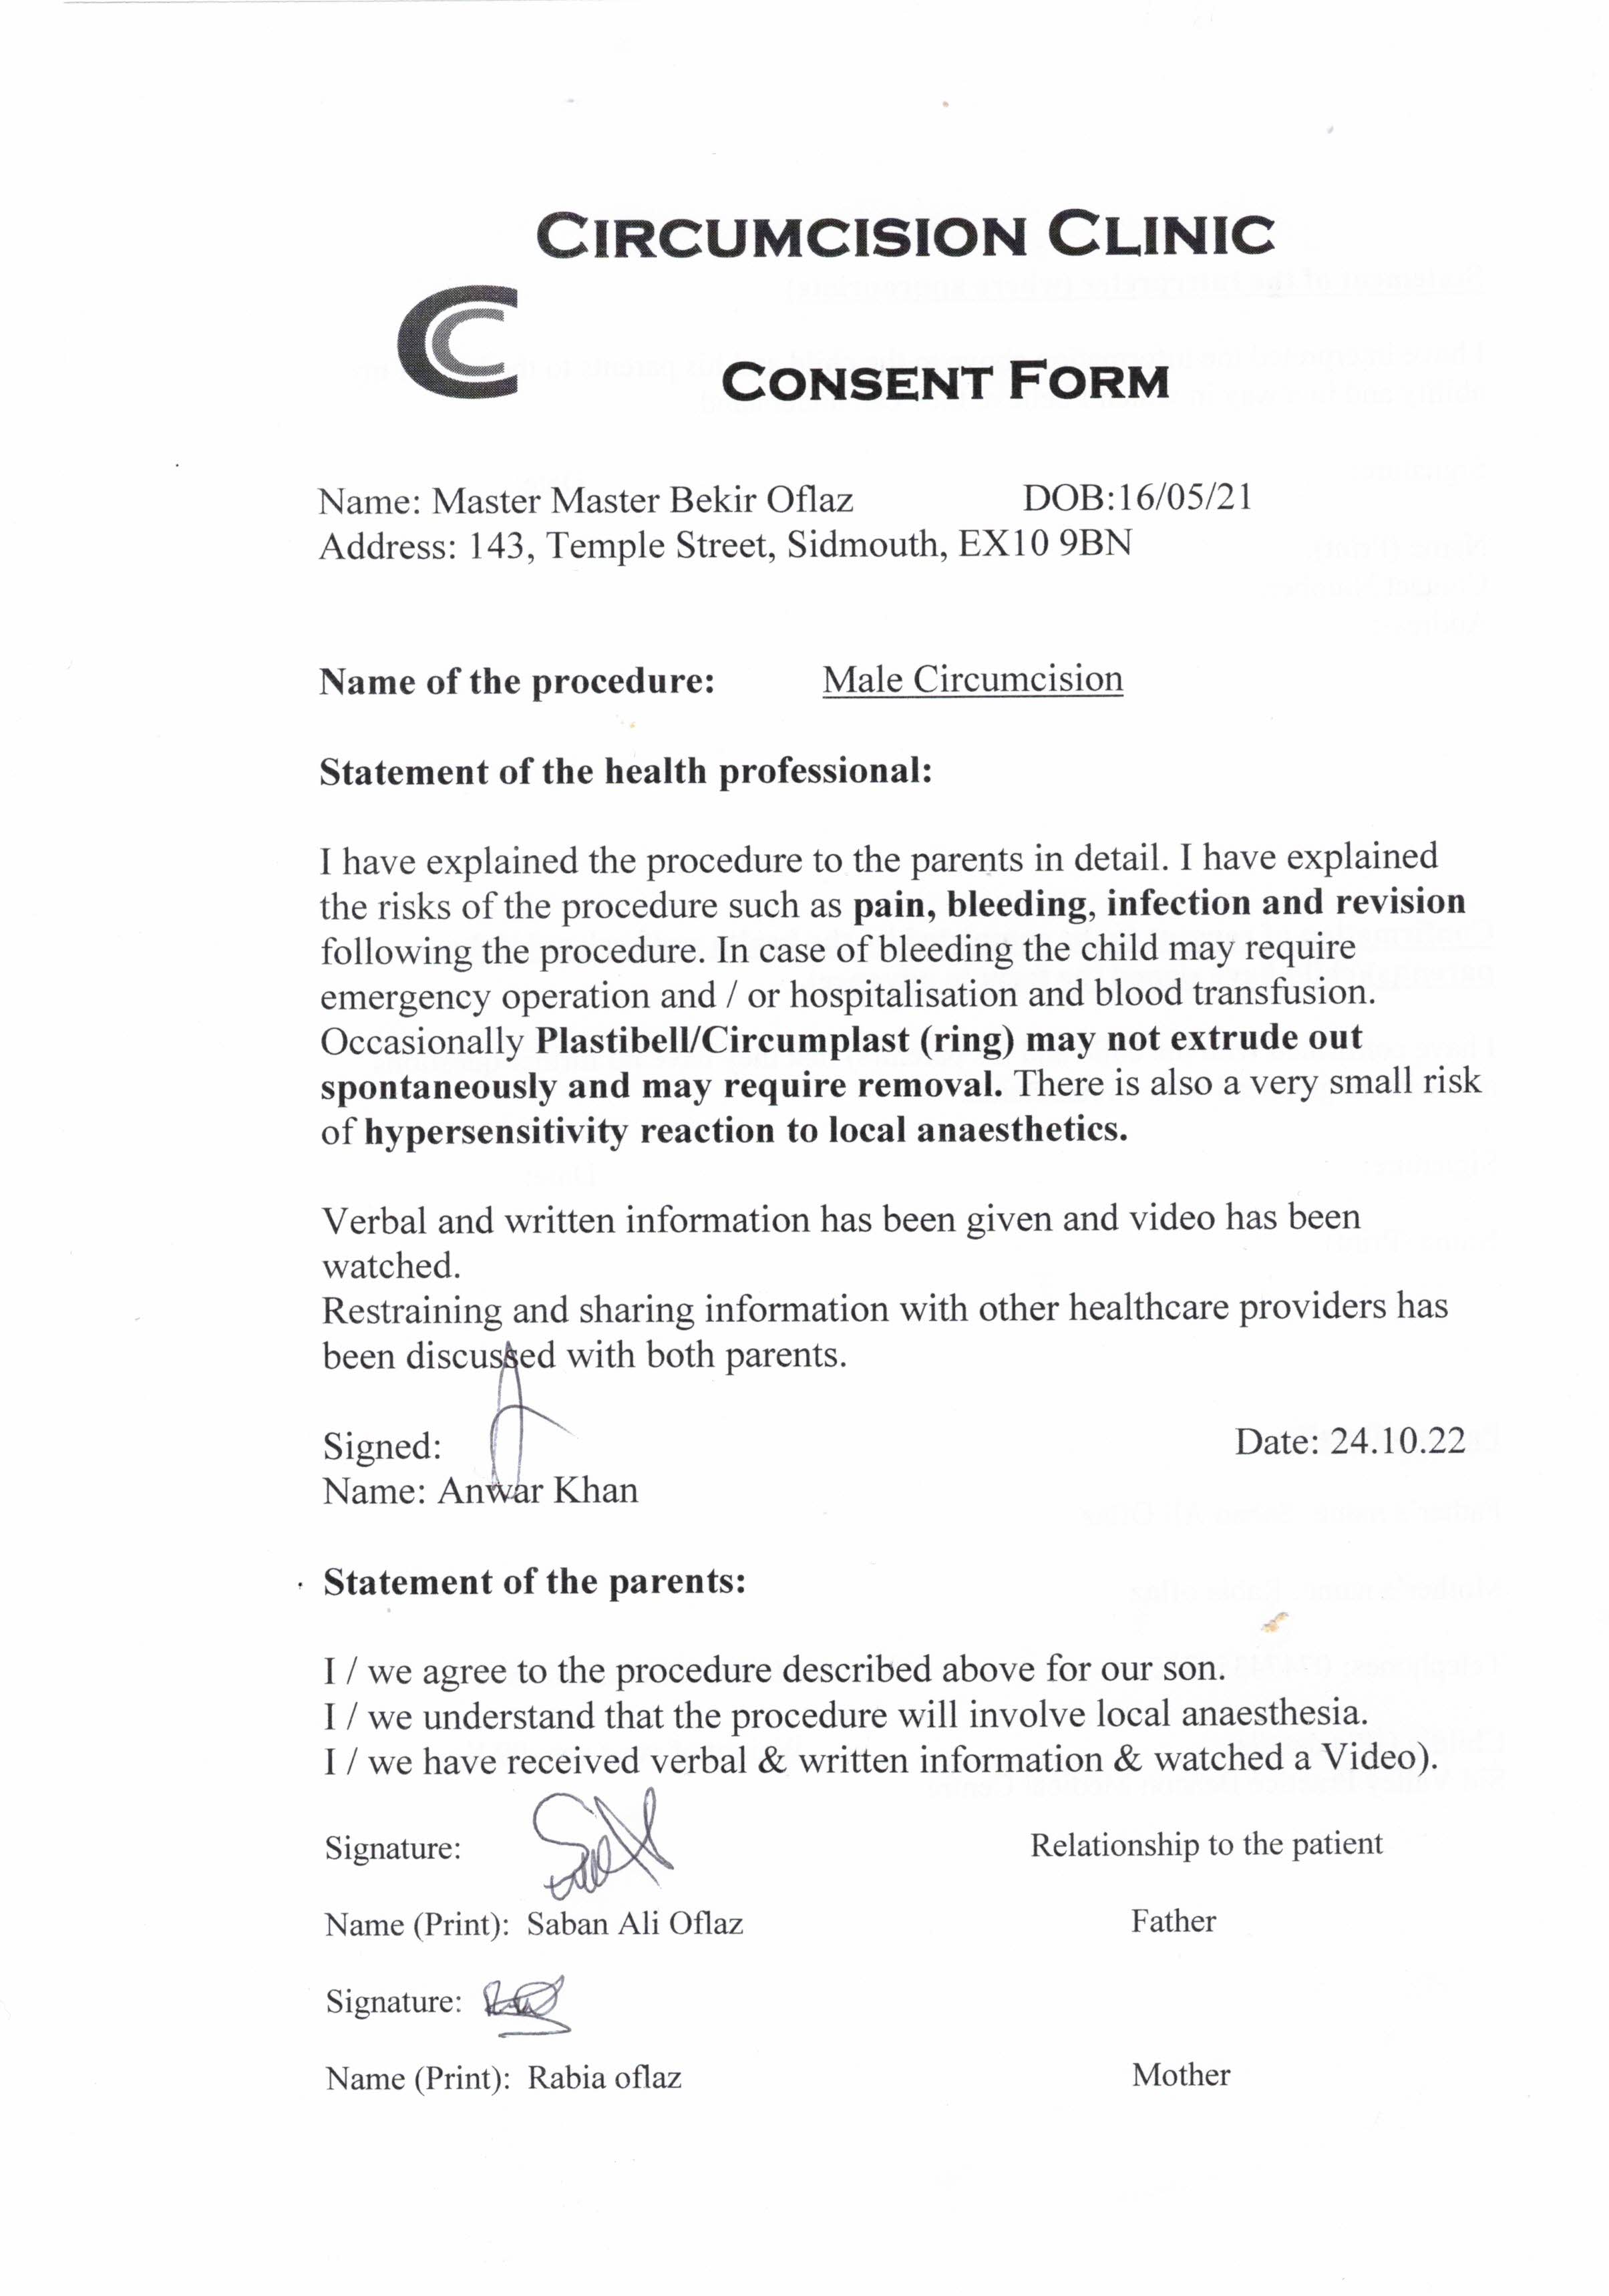 CIRCUMCISION CLINIC
CC
CONSENT FORM
Name: Master Master Bekir Oflaz DOB:16/05/21
Address: 143, Temple Street, Sidmouth, EX10 9BN
Name of the procedure: Male Circumcision
Statement of the health professional:
I have explained the procedure to the parents in detail. I have explained
the risks of the procedure such as pain, bleeding, infection and revision
following the procedure. In case of bleeding the child may require
emergency operation and / or hospitalisation and blood transfusion.
Occasionally Plastibell/Circumplast (ring) may not extrude out
spontaneously and may require removal. There is also a very small risk
of hypersensitivity reaction to local anaesthetics.
Verbal and written information has been given and video has been
watched.
Restraining and sharing information with other healthcare providers has
been discussed with both parents.
Signed: Date: 24.10.22
Name: Anwar Khan
Statement of the parents:
I / we agree to the procedure described above for our son.
I / we understand that the procedure will involve local anaesthesia.
I / we have received verbal & written information & watched a Video).
Signature: Relationship to the patient
Name (Print): Saban Ali Oflaz Father
Signature:
Name (Print): Rabia oflaz Mother